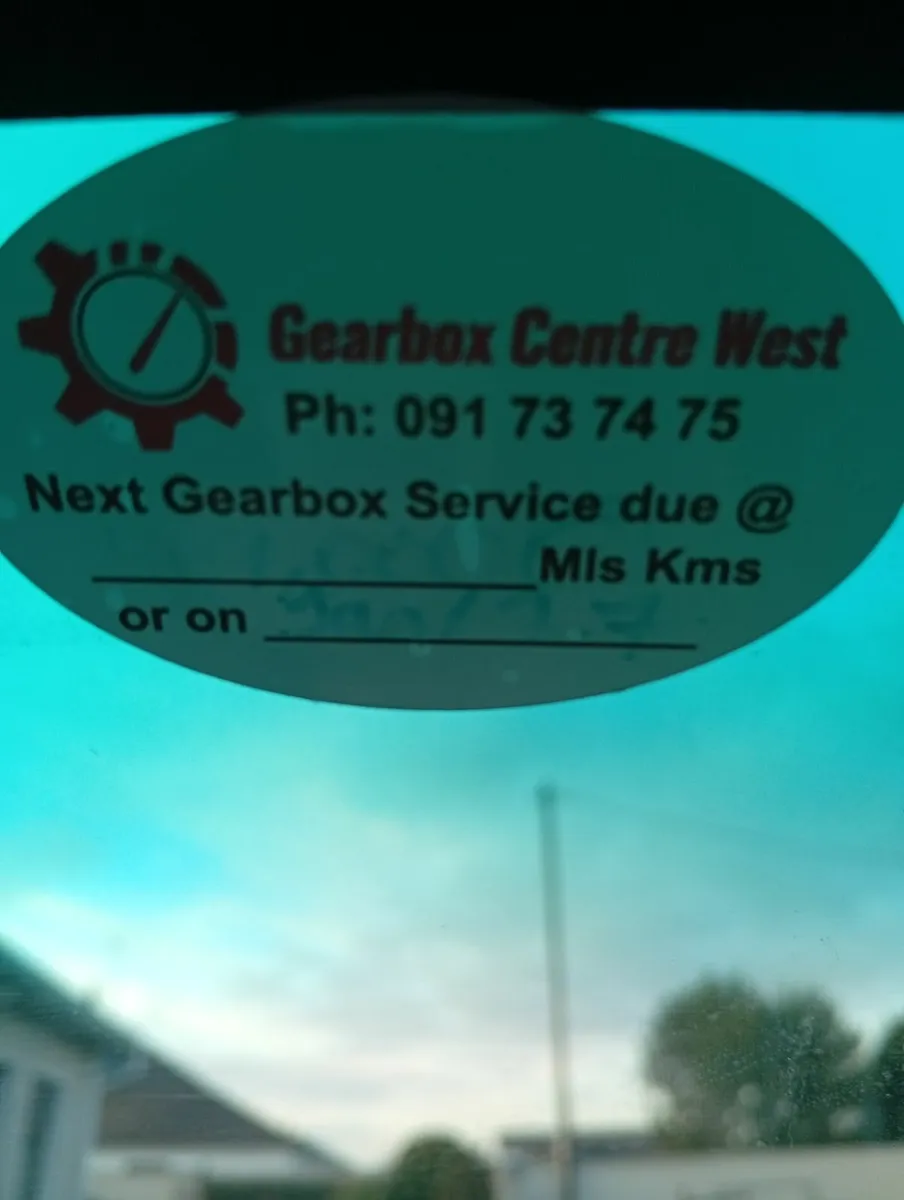 Gearbox Centre West
Ph: 091 73 74 75
Next Gearbox Service due @
Mls Kms
or on